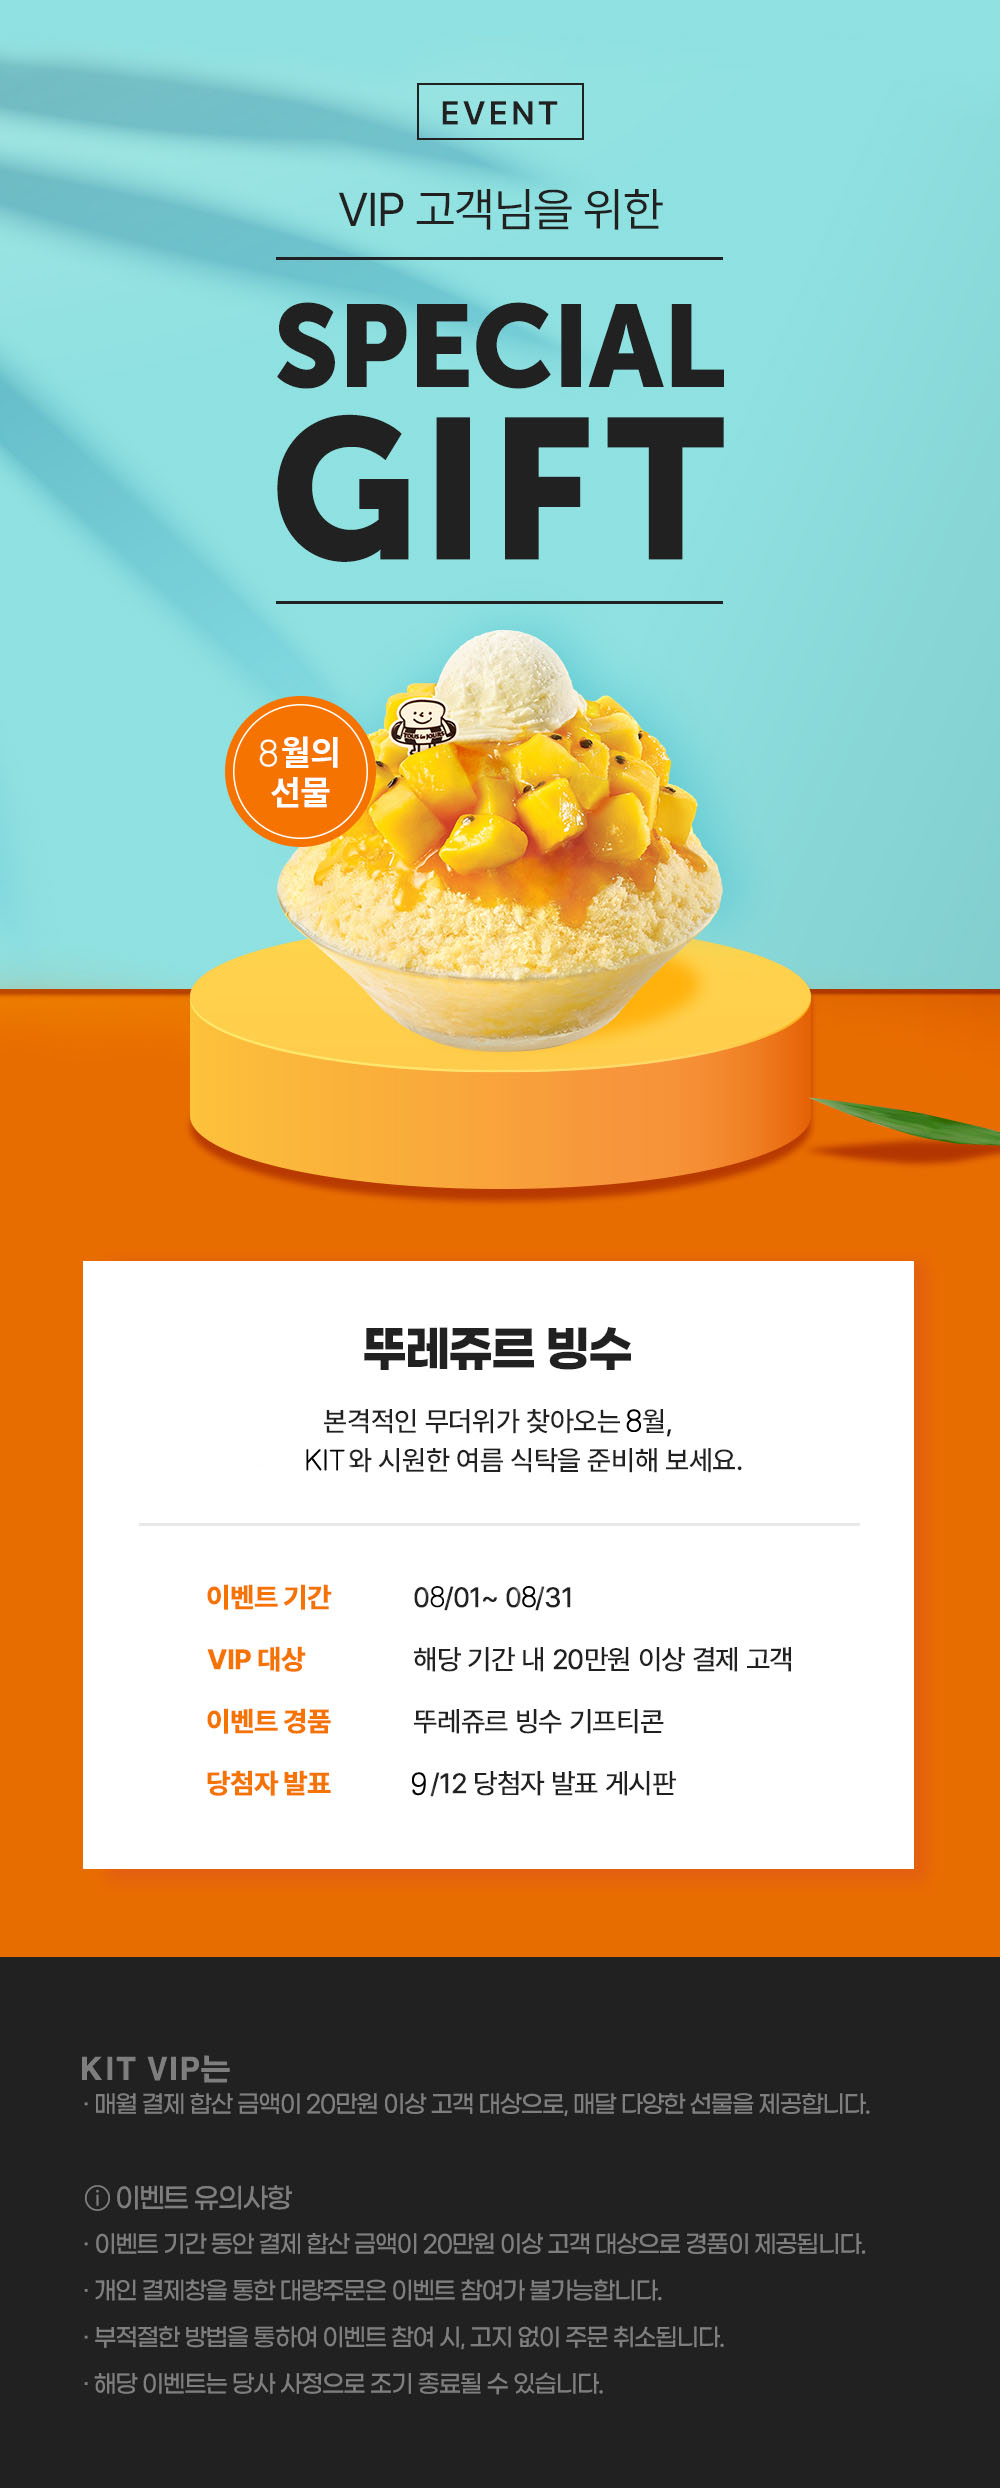 EVENT
VIP 고객님을 위한
SPECIAL
GIFT
TOUS les JOURS
8월의
선물
뚜레쥬르 빙수
본격적인 무더위가 찾아오는 8월,
KIT와 시원한 여름 식탁을 준비해 보세요.
이벤트 기간 08/01~ 08/31
VIP 대상 해당 기간 내 20만원 이상 결제 고객
이벤트 경품 뚜레쥬르 빙수 기프티콘
당첨자 발표 9/12 당첨자 발표 게시판
KIT VIP는
· 매월 결제 합산 금액이 20만원 이상 고객 대상으로, 매달 다양한 선물을 제공합니다.
ⓘ 이벤트 유의사항
· 이벤트 기간 동안 결제 합산 금액이 20만원 이상 고객 대상으로 경품이 제공됩니다.
· 개인 결제창을 통한 대량주문은 이벤트 참여가 불가능합니다.
· 부적절한 방법을 통하여 이벤트 참여 시, 고지 없이 주문 취소됩니다.
· 해당 이벤트는 당사 사정으로 조기 종료될 수 있습니다.